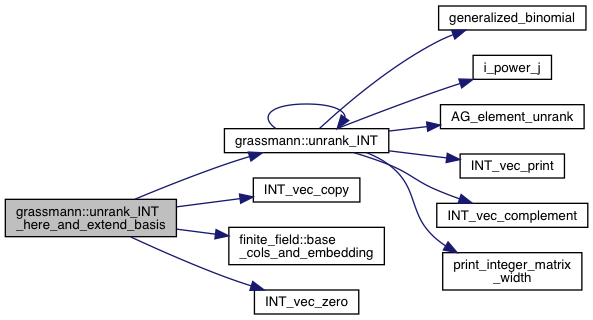 grassmann::unrank_INT
_here_and_extend_basis
grassmann::unrank_INT
generalized_binomial
i_power_j
AG_element_unrank
INT_vec_print
INT_vec_complement
print_integer_matrix
_width
INT_vec_copy
finite_field::base
_cols_and_embedding
INT_vec_zero